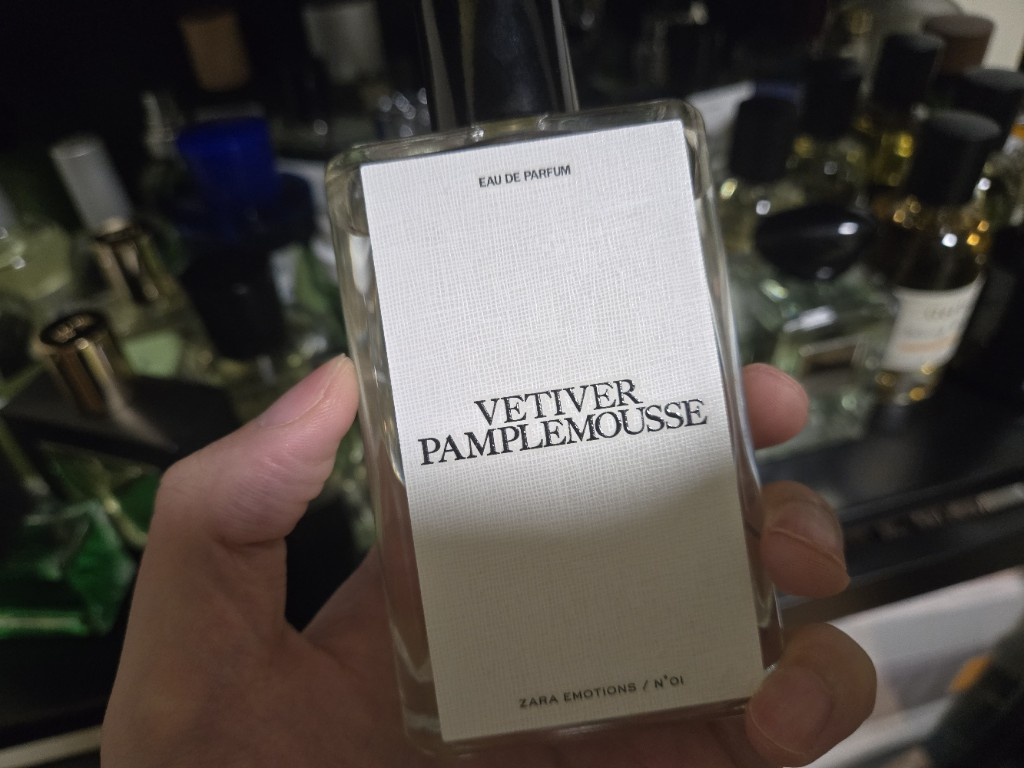 EAU DE PARFUM
VETIVER
PAMPLEMOUSSE
ZARA EMOTIONS / N°01